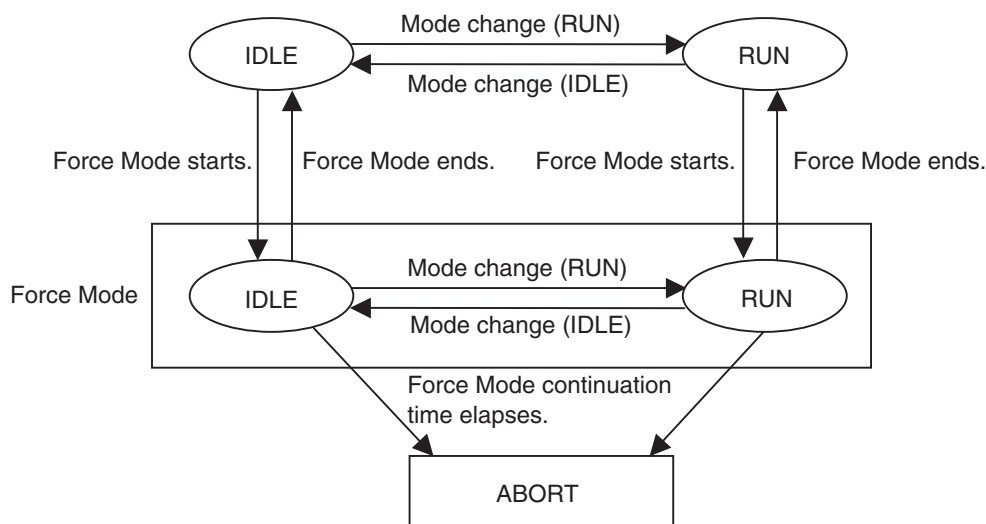 Mode change (RUN)
IDLE
RUN
Mode change (IDLE)
Force Mode starts.
Force Mode ends.
Force Mode starts.
Force Mode ends.
Mode change (RUN)
Force Mode
IDLE
RUN
Mode change (IDLE)
Force Mode continuation
time elapses.
ABORT